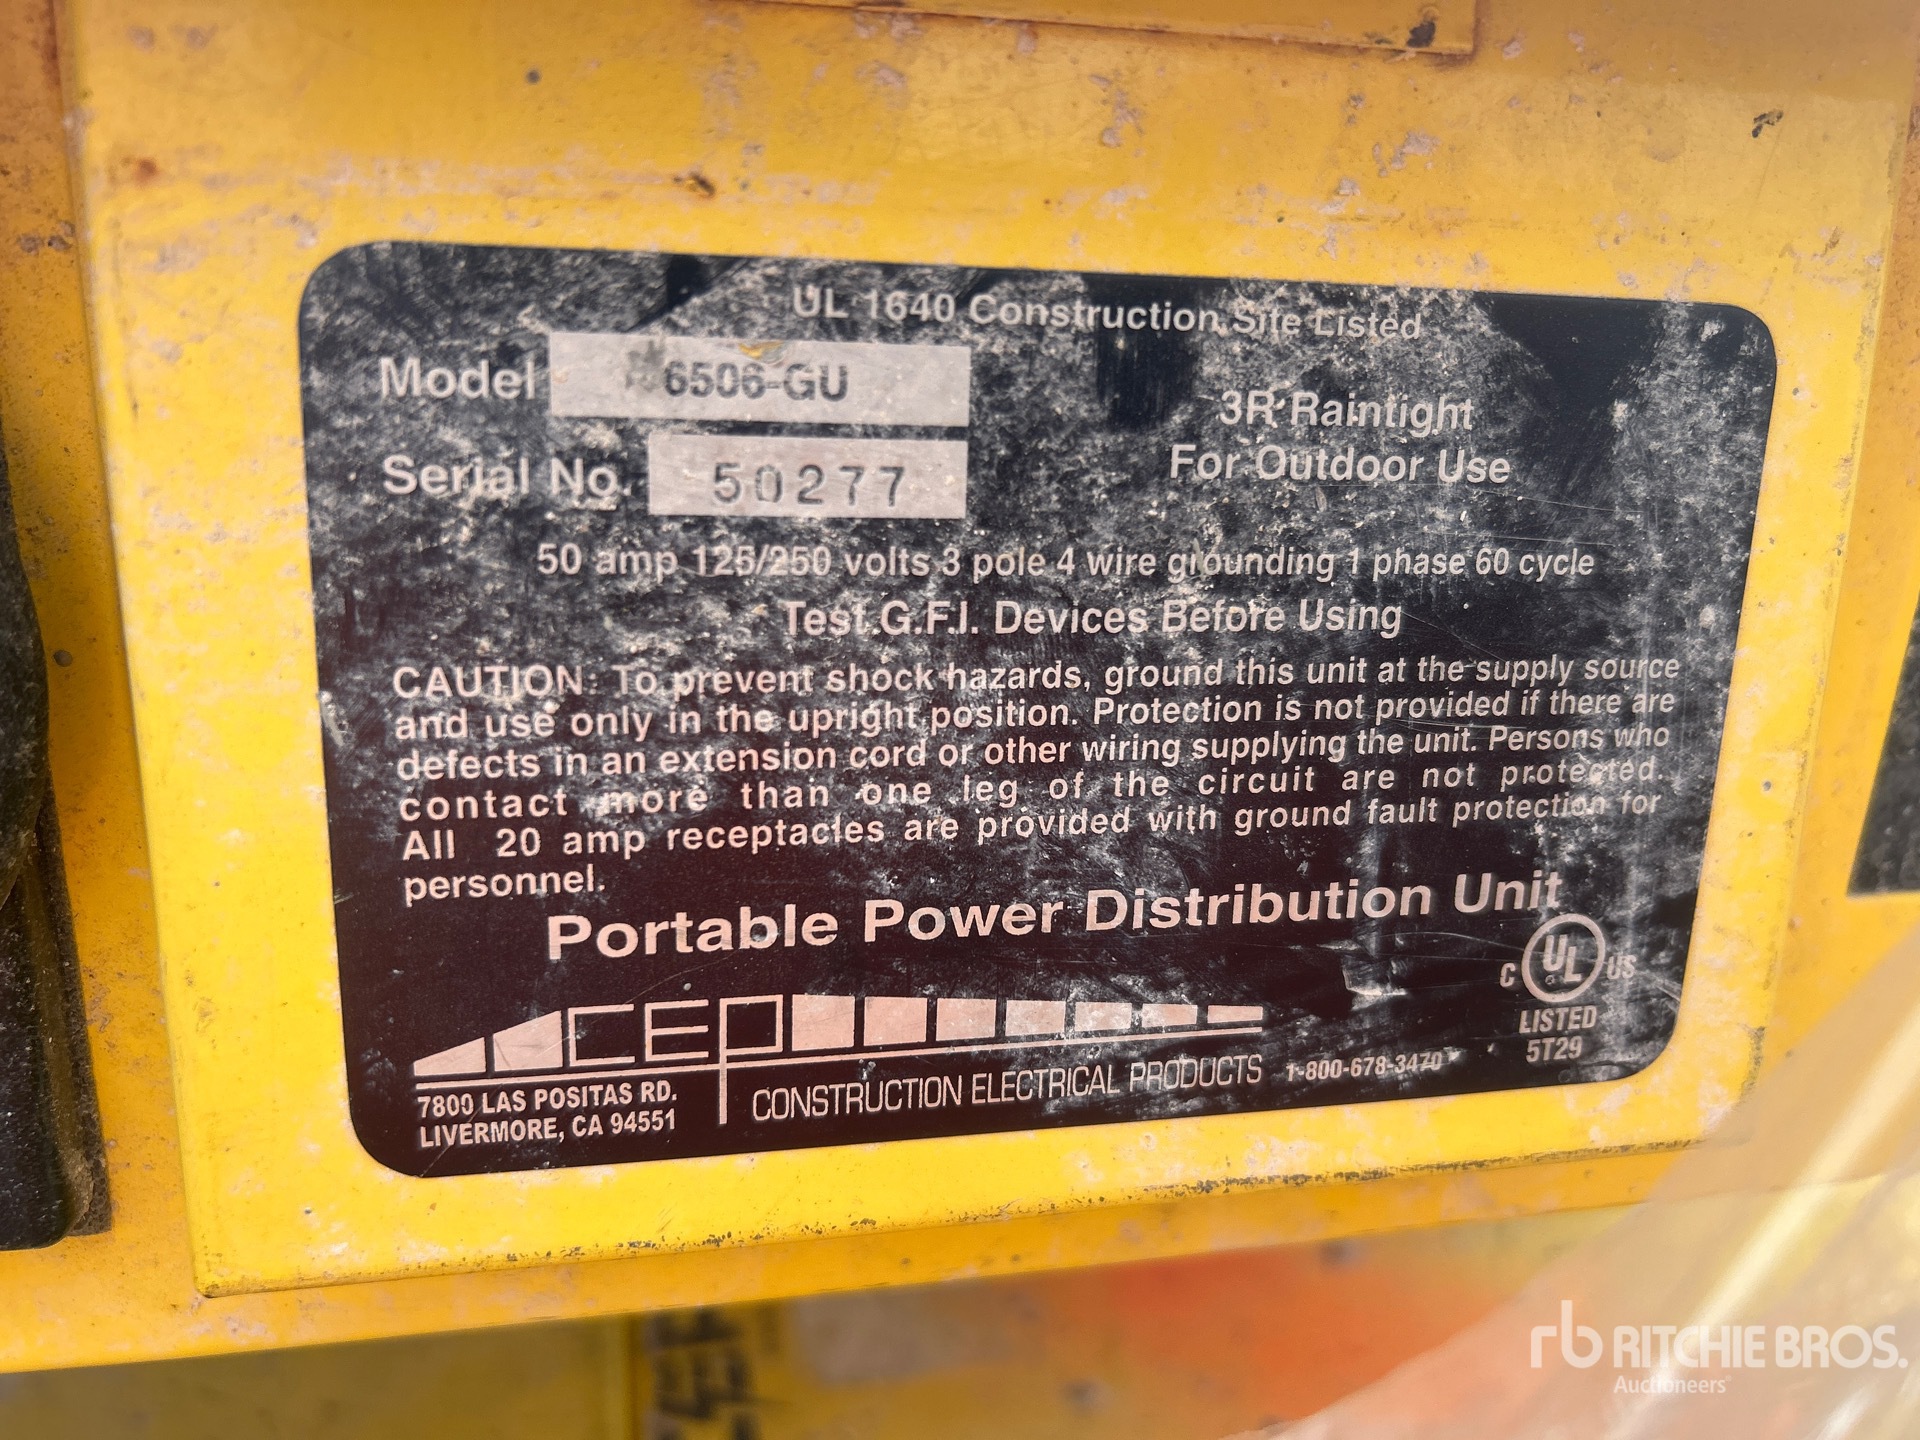 UL 1640 Construction Site Listed
Model 6506-GU
3R Raintight
Serial No. 50277
For Outdoor Use
50 amp 125/250 volts 3 pole 4 wire grounding 1 phase 60 cycle
Test G.F.I. Devices Before Using
CAUTION: To prevent shock hazards, ground this unit at the supply source
and use only in the upright position. Protection is not provided if there are
defects in an extension cord or other wiring supplying the unit. Persons who
contact more than one leg of the circuit are not protected.
All 20 amp receptacles are provided with ground fault protection for
personnel.
Portable Power Distribution Unit
C UL US
LISTED
5T29
CEP
7800 LAS POSITAS RD.
LIVERMORE, CA 94551
CONSTRUCTION ELECTRICAL PRODUCTS 1-800-678-3470
rb RITCHIE BROS.
Auctioneers